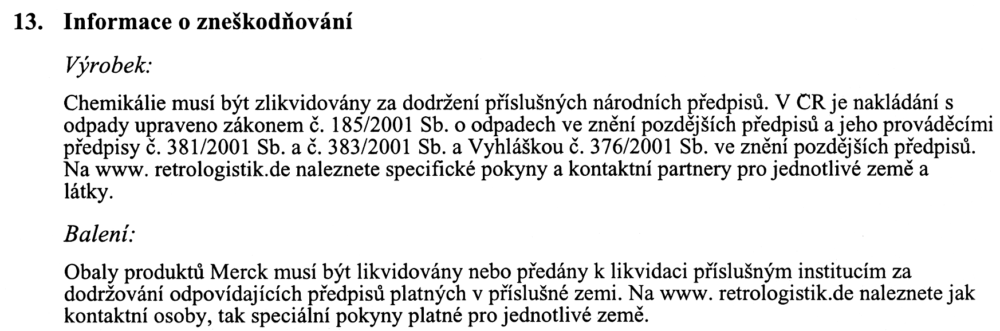 13. Informace o zneškodňování
Výrobek:
Chemikálie musí být zlikvidovány za dodržení příslušných národních předpisů. V ČR je nakládání s
odpady upraveno zákonem č. 185/2001 Sb. o odpadech ve znění pozdějších předpisů a jeho prováděcími
předpisy č. 381/2001 Sb. a č. 383/2001 Sb. a Vyhláškou č. 376/2001 Sb. ve znění pozdějších předpisů.
Na www. retrologistik.de naleznete specifické pokyny a kontaktní partnery pro jednotlivé země a
látky.
Balení:
Obaly produktů Merck musí být likvidovány nebo předány k likvidaci příslušným institucím za
dodržování odpovídajících předpisů platných v příslušné zemi. Na www. retrologistik.de naleznete jak
kontaktní osoby, tak speciální pokyny platné pro jednotlivé země.